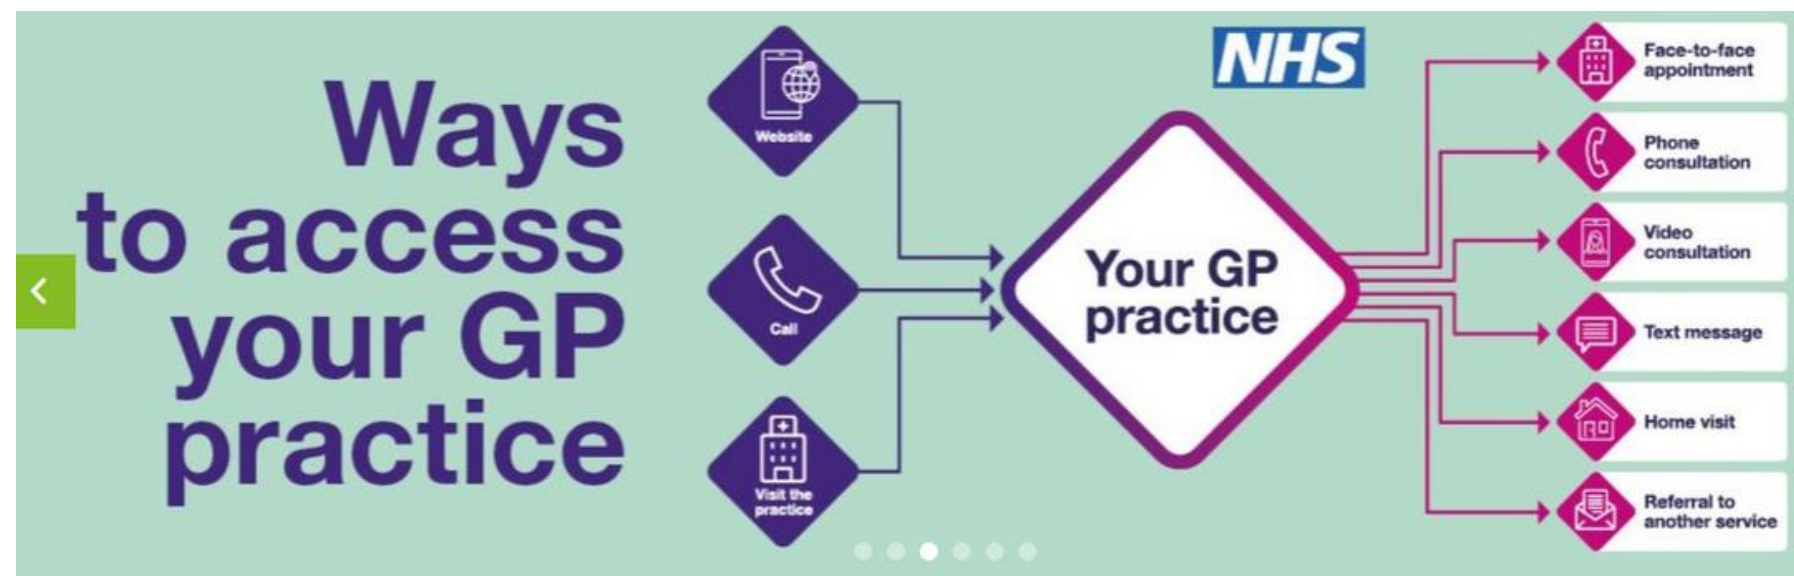 Ways
to access
your GP
practice
Website
Call
Visit the
practice
NHS
Your GP
practice
Face-to-face
appointment
Phone
consultation
Video
consultation
Text message
Home visit
Referral to
another service